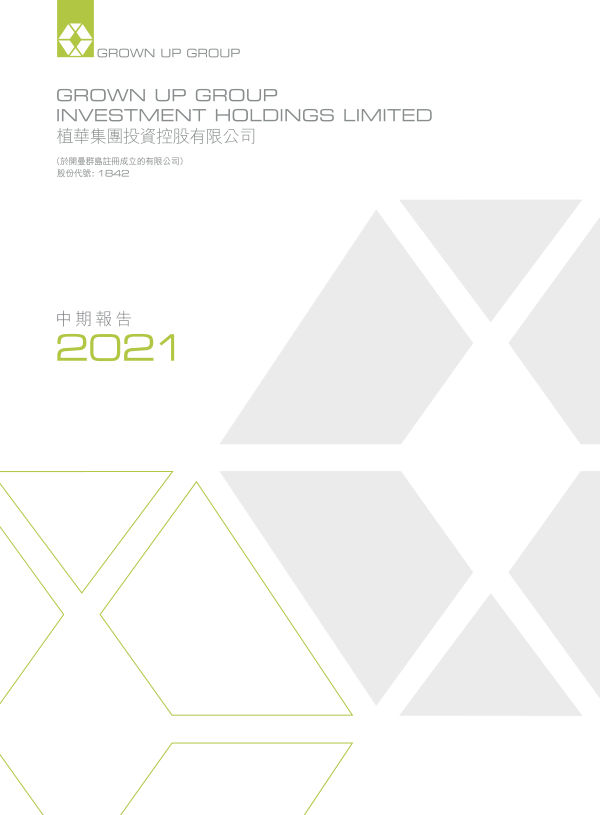 GROWN UP GROUP
GROWN UP GROUP
INVESTMENT HOLDINGS LIMITED
植華集團投資控股有限公司
(於開曼群島註冊成立的有限公司)
股份代號: 1842
中期報告
2021